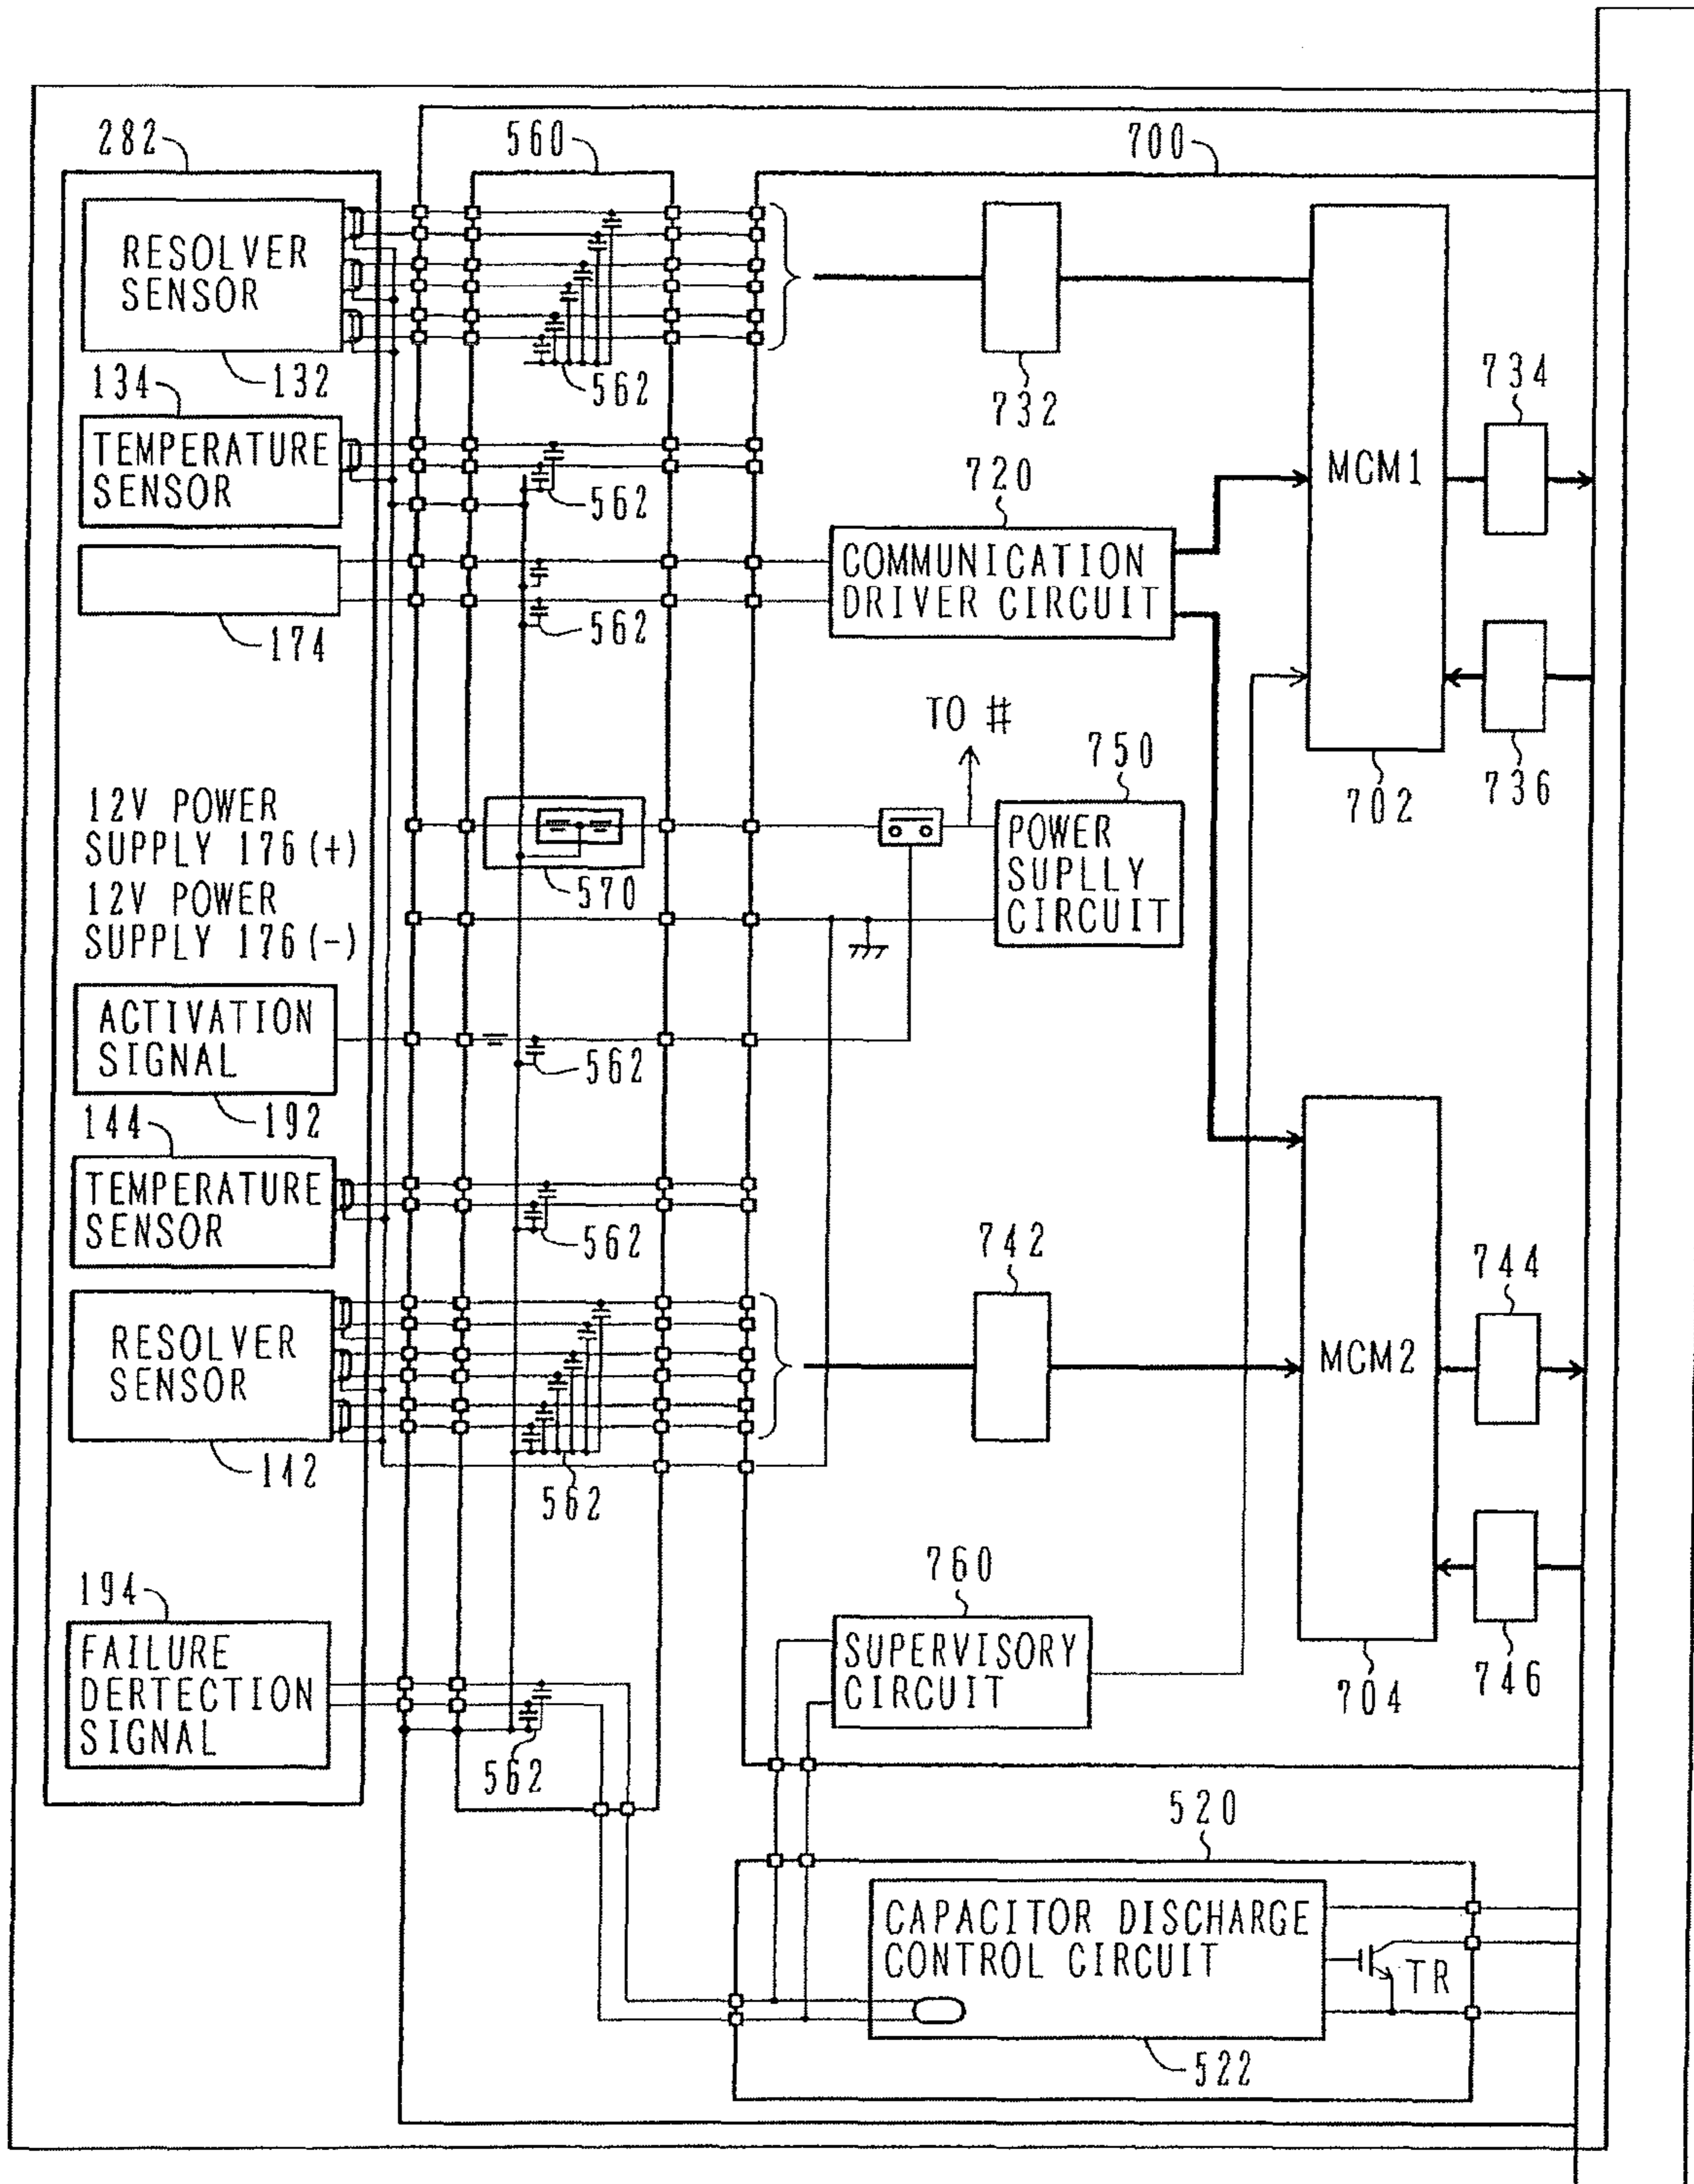 282
560
700
RESOLVER
SENSOR
132
562
732
734
134
TEMPERATURE
SENSOR
562
720
MCM1
COMMUNICATION
DRIVER CIRCUIT
174
562
TO #
750
702
736
12V POWER
SUPPLY 176(+)
12V POWER
SUPPLY 176(-)
570
POWER
SUPLLY
CIRCUIT
ACTIVATION
SIGNAL
192
562
144
TEMPERATURE
SENSOR
562
742
744
RESOLVER
SENSOR
142
562
MCM2
194
FAILURE
DERTECTION
SIGNAL
562
760
SUPERVISORY
CIRCUIT
704
746
520
CAPACITOR DISCHARGE
CONTROL CIRCUIT
TR
522